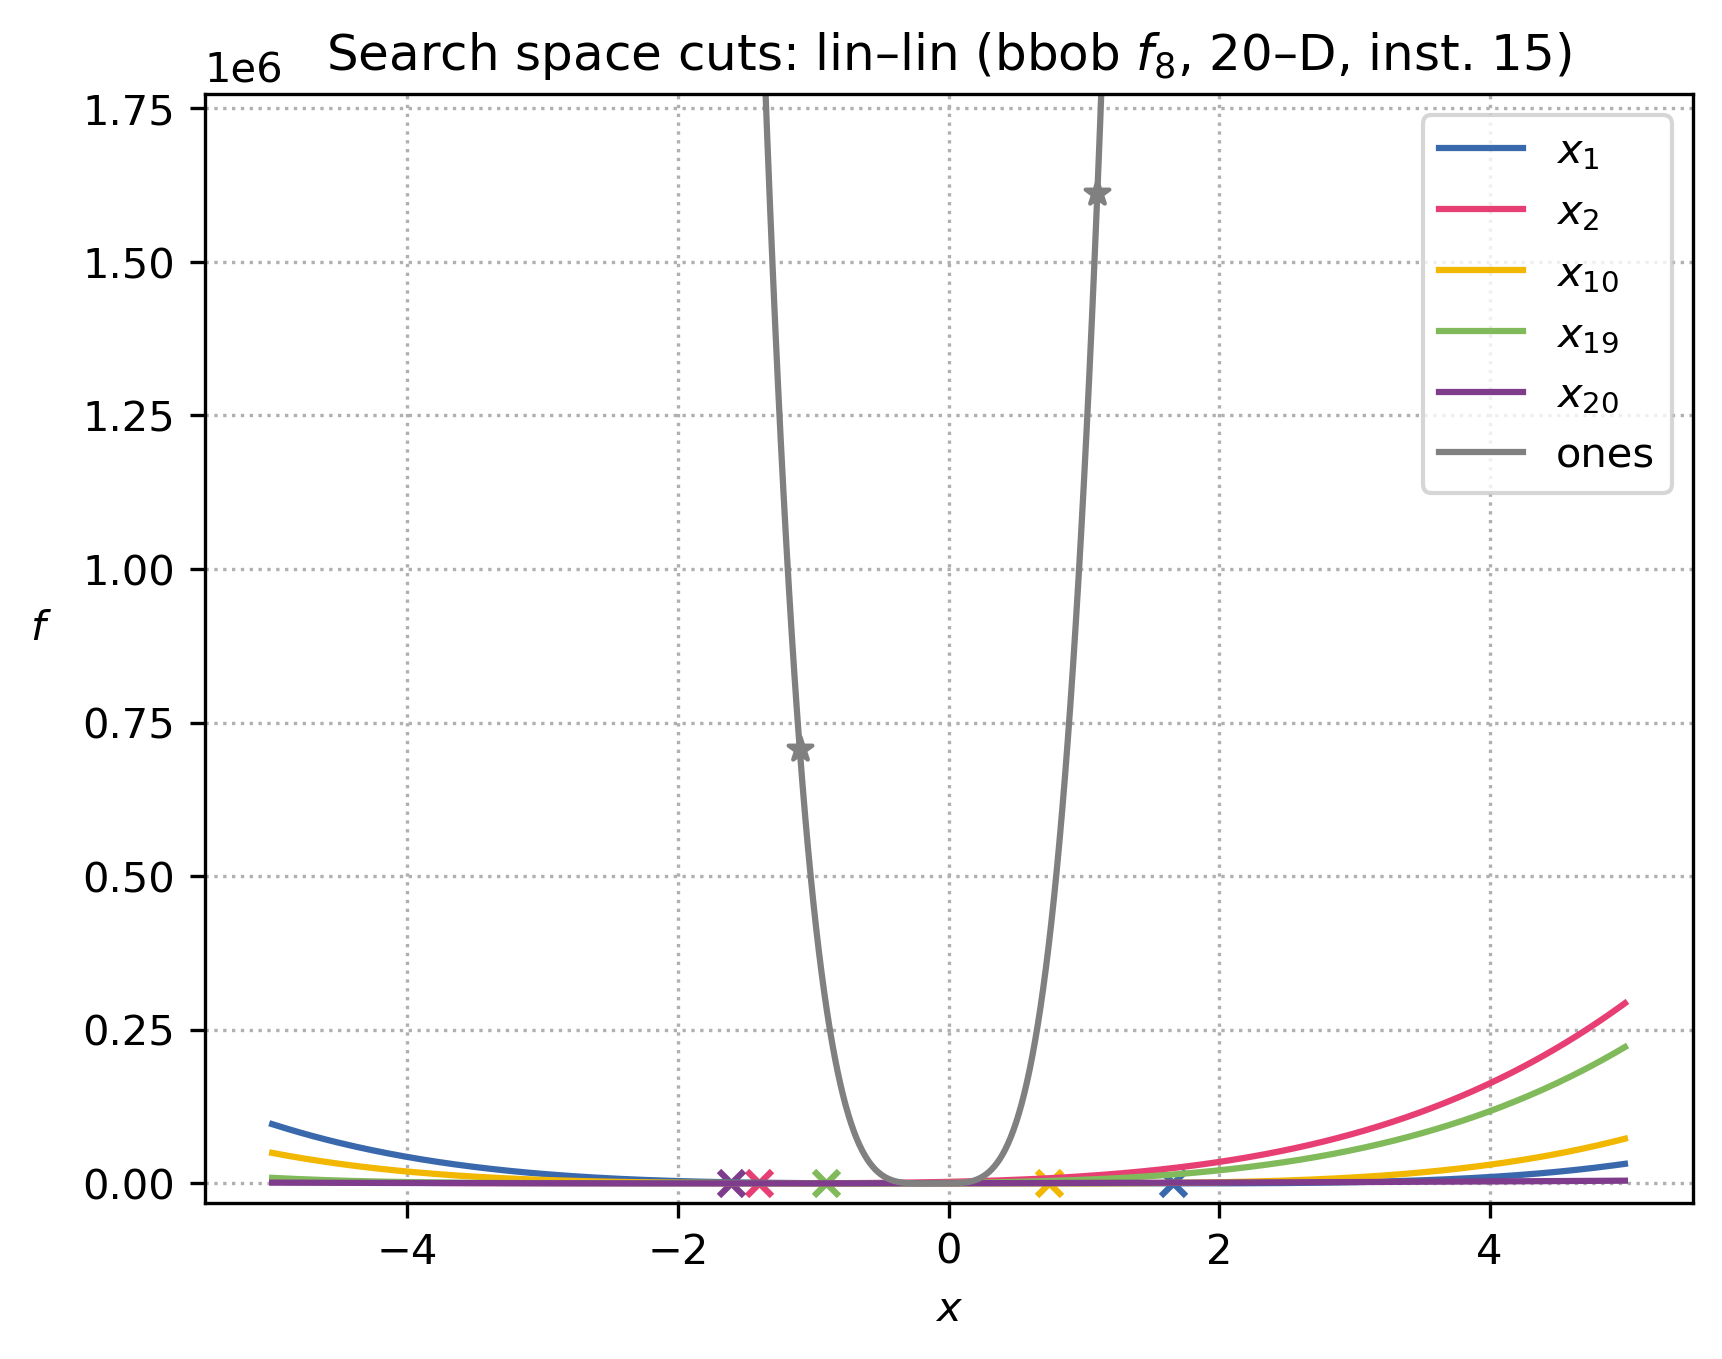 Search space cuts: lin–lin (bbob f8, 20–D, inst. 15)
1e6
1.75
1.50
1.25
1.00
0.75
0.50
0.25
0.00
f
−4
−2
0
2
4
x
x1
x2
x10
x19
x20
ones